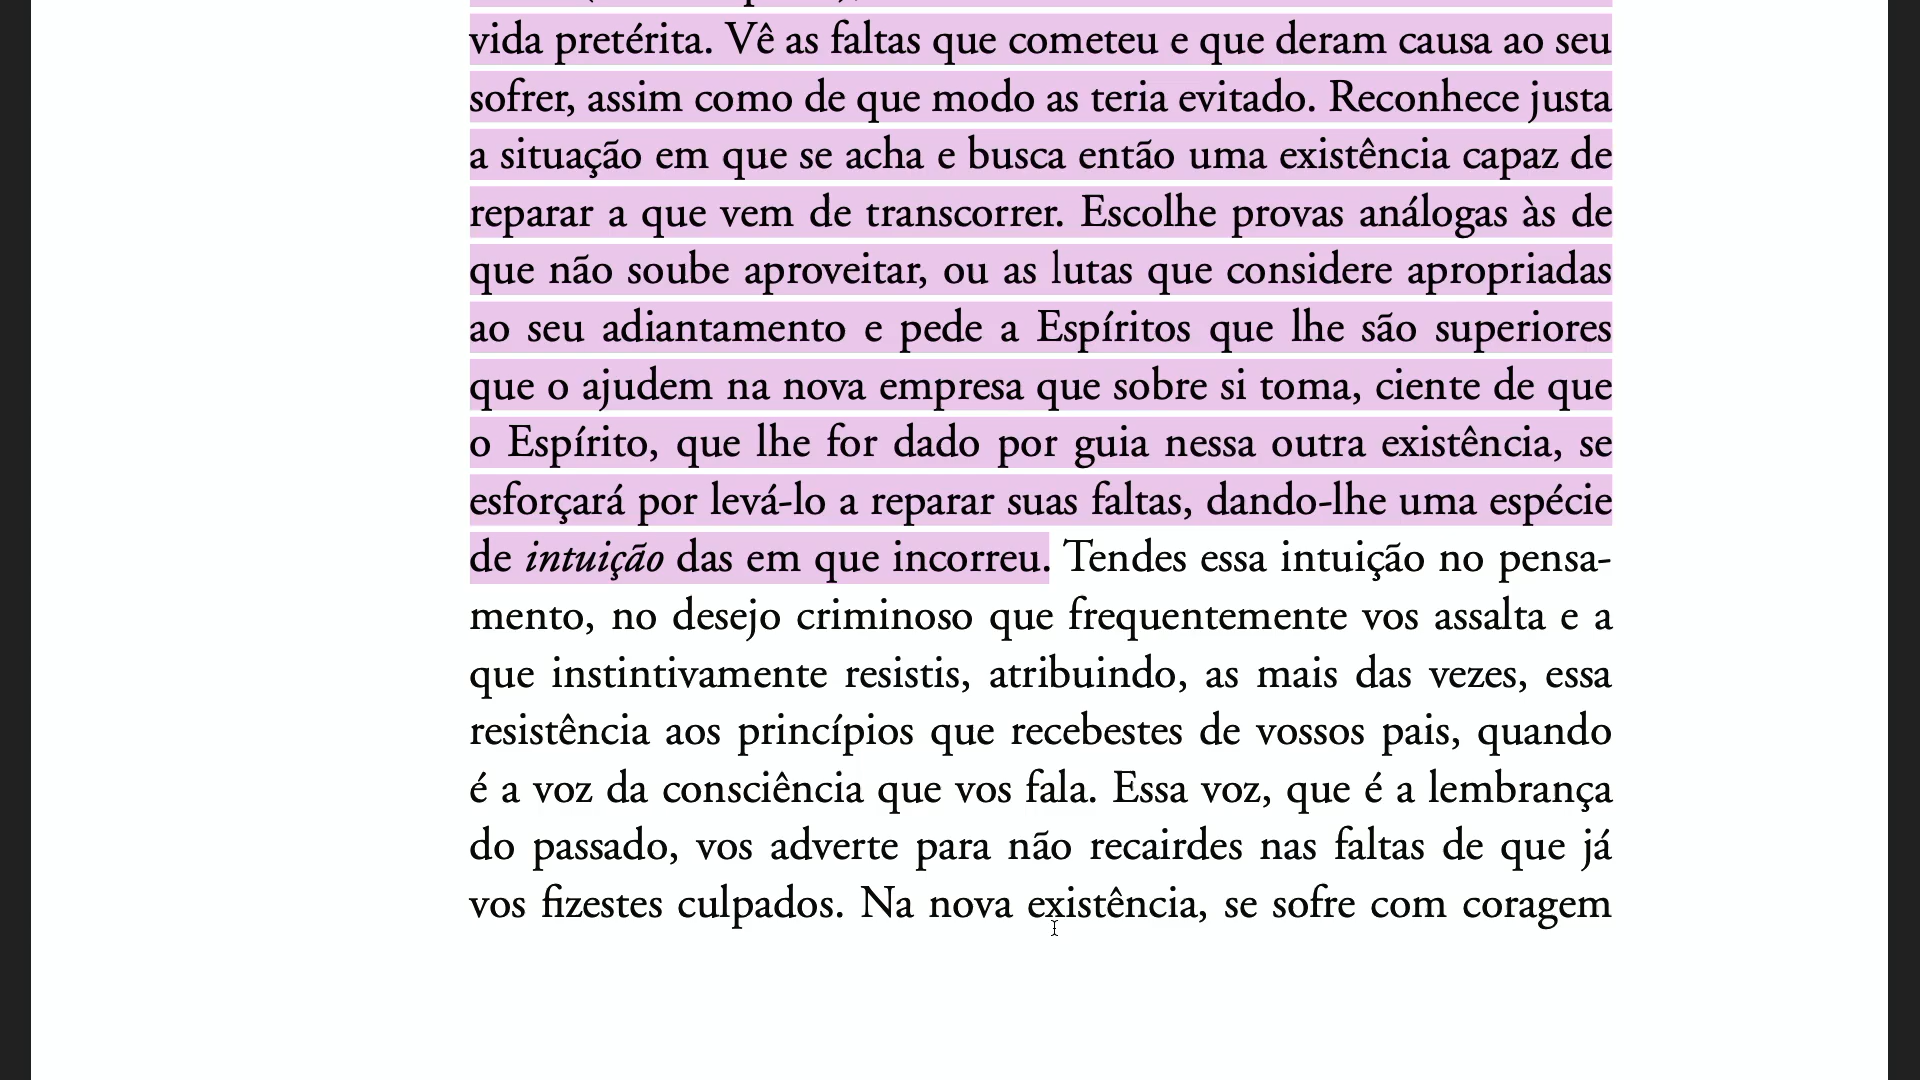 vida pretérita. Vê as faltas que cometeu e que deram causa ao seu
sofrer, assim como de que modo as teria evitado. Reconhece justa
a situação em que se acha e busca então uma existência capaz de
reparar a que vem de transcorrer. Escolhe provas análogas às de
que não soube aproveitar, ou as lutas que considere apropriadas
ao seu adiantamento e pede a Espíritos que lhe são superiores
que o ajudem na nova empresa que sobre si toma, ciente de que
o Espírito, que lhe for dado por guia nessa outra existência, se
esforçará por levá-lo a reparar suas faltas, dando-lhe uma espécie
de intuição das em que incorreu. Tendes essa intuição no pensa-
mento, no desejo criminoso que frequentemente vos assalta e a
que instintivamente resistis, atribuindo, as mais das vezes, essa
resistência aos princípios que recebestes de vossos pais, quando
é a voz da consciência que vos fala. Essa voz, que é a lembrança
do passado, vos adverte para não recairdes nas faltas de que já
vos fizestes culpados. Na nova existência, se sofre com coragem